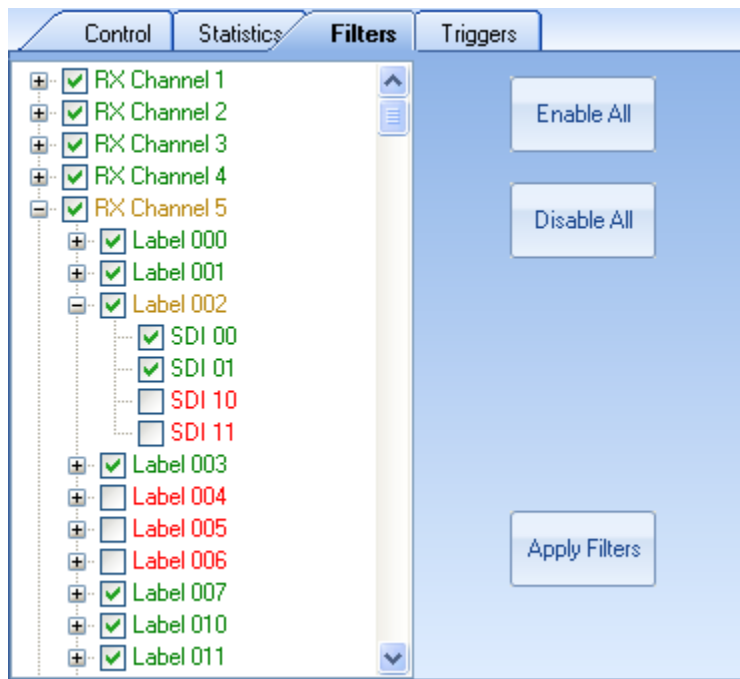 Control Statistics Filters Triggers
RX Channel 1
RX Channel 2
RX Channel 3
RX Channel 4
RX Channel 5
Label 000
Label 001
Label 002
SDI 00
SDI 01
SDI 10
SDI 11
Label 003
Label 004
Label 005
Label 006
Label 007
Label 010
Label 011
Enable All
Disable All
Apply Filters